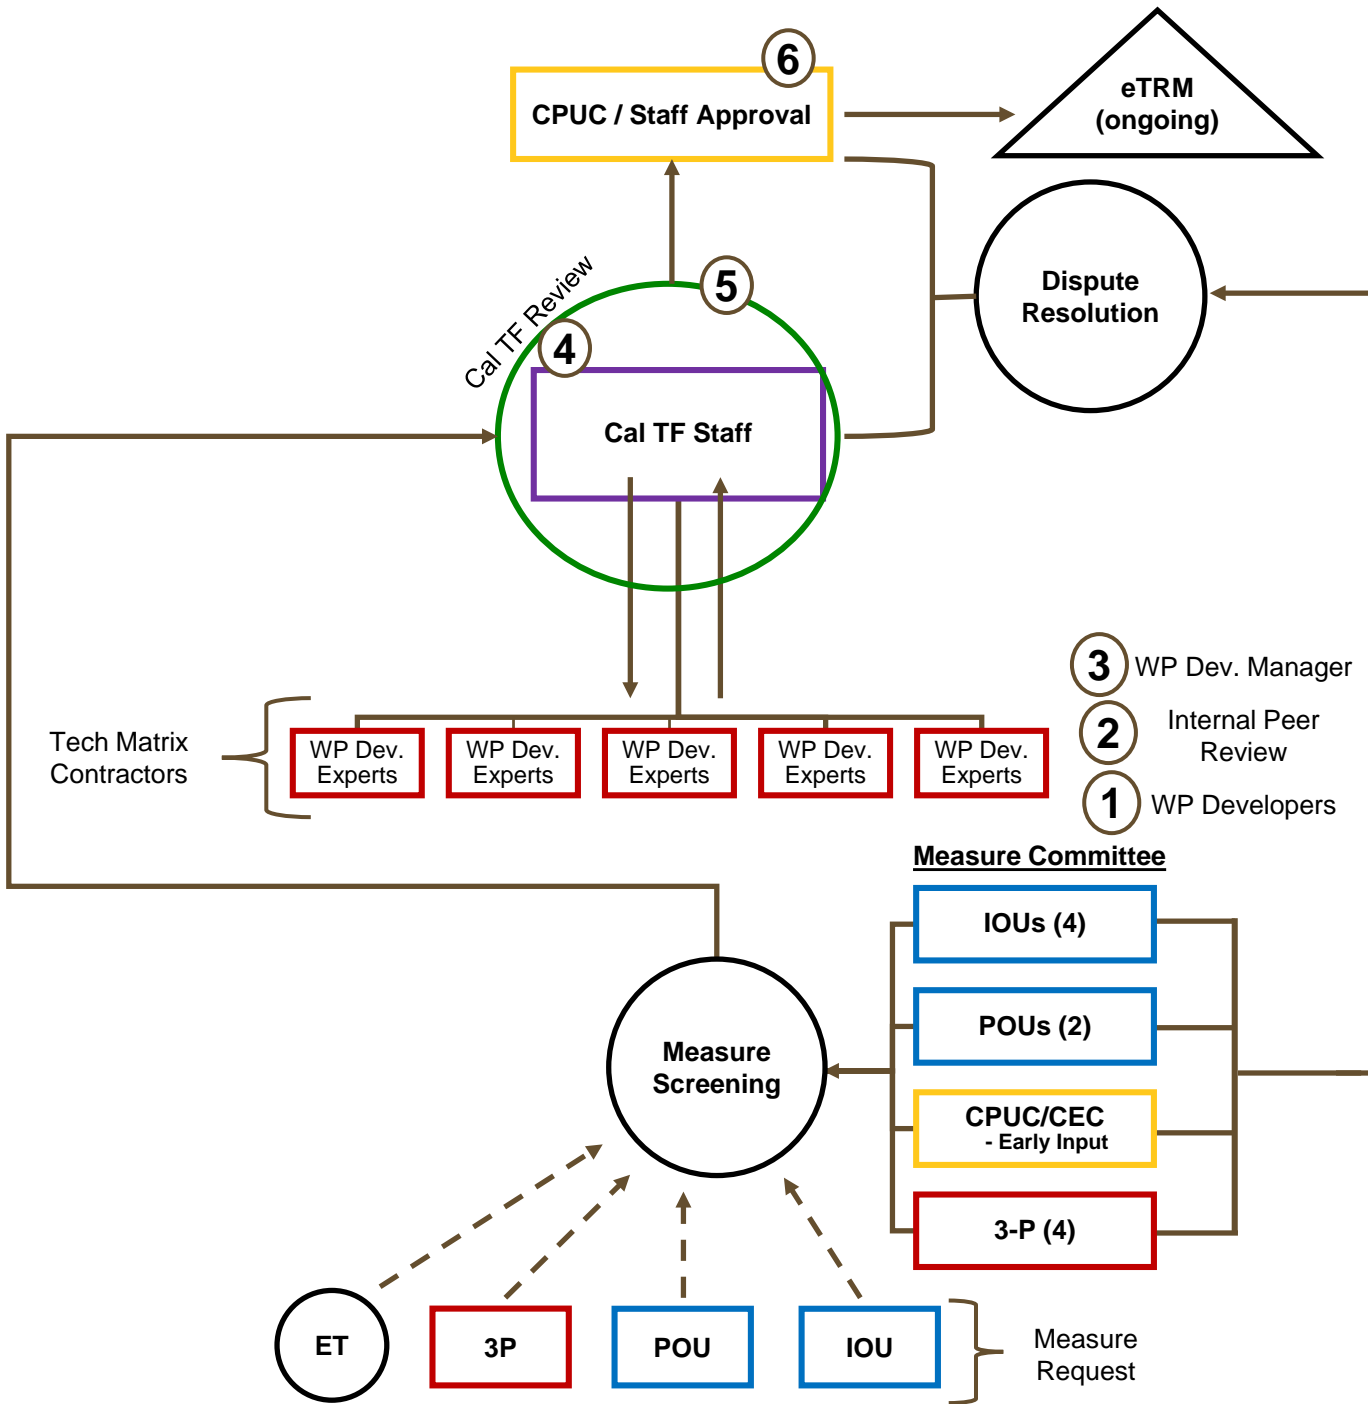 6
CPUC / Staff Approval
eTRM
(ongoing)
Dispute
Resolution
Cal TF Review
5
4
Cal TF Staff
3
WP Dev. Manager
2
Internal Peer
Review
1
WP Developers
Tech Matrix
Contractors
WP Dev.
Experts
WP Dev.
Experts
WP Dev.
Experts
WP Dev.
Experts
WP Dev.
Experts
Measure Committee
IOUs (4)
POUs (2)
CPUC/CEC
- Early Input
3-P (4)
Measure
Screening
ET
3P
POU
IOU
Measure
Request